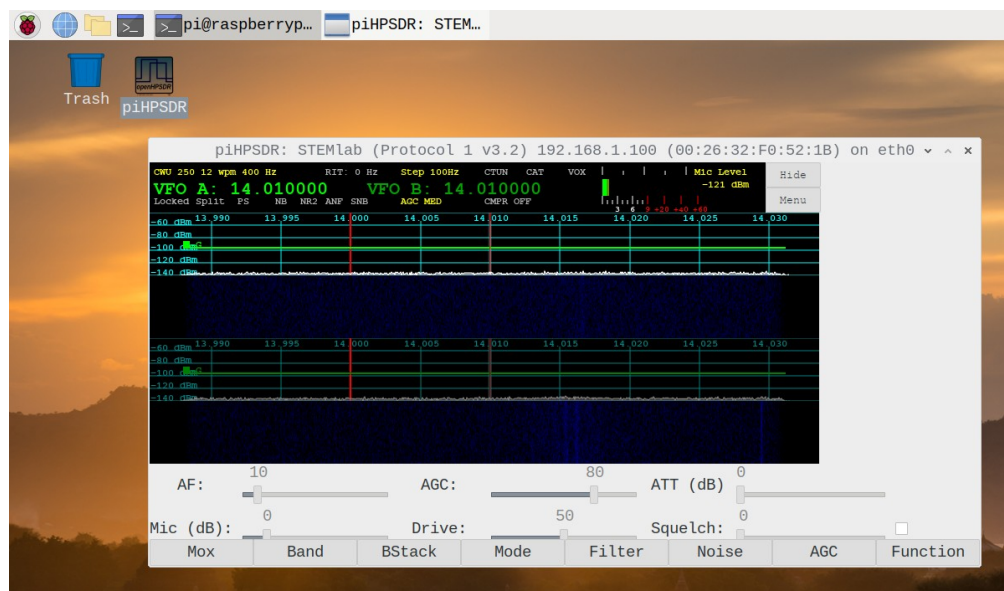 pi@raspberryp… piHPSDR: STEM…
Trash
openHPSDR
piHPSDR
piHPSDR: STEMlab (Protocol 1 v3.2) 192.168.1.100 (00:26:32:F0:52:1B) on eth0
CWU 250 12 wpm 400 Hz RIT: 0 Hz Step 100Hz CTUN CAT VOX Mic Level
VFO A: 14.010000 VFO B: 14.010000 -121 dBm
Locked Split PS NB NR2 ANF SNB AGC MED CMPR OFF
3 6 9 +20 +40 +60
Hide
Menu
-60 dBm 13.990 13.995 14.000 14.005 14.010 14.015 14.020 14.025 14.030
-80 dBm
-100 dBm
-120 dBm
-140 dBm
-60 dBm 13.990 13.995 14.000 14.005 14.010 14.015 14.020 14.025 14.030
-80 dBm
-100
-120 dBm
-140 dBm
AF: 10 AGC: 80 ATT (dB) 0
Mic (dB): 0 Drive: 50 Squelch: 0
Mox Band BStack Mode Filter Noise AGC Function